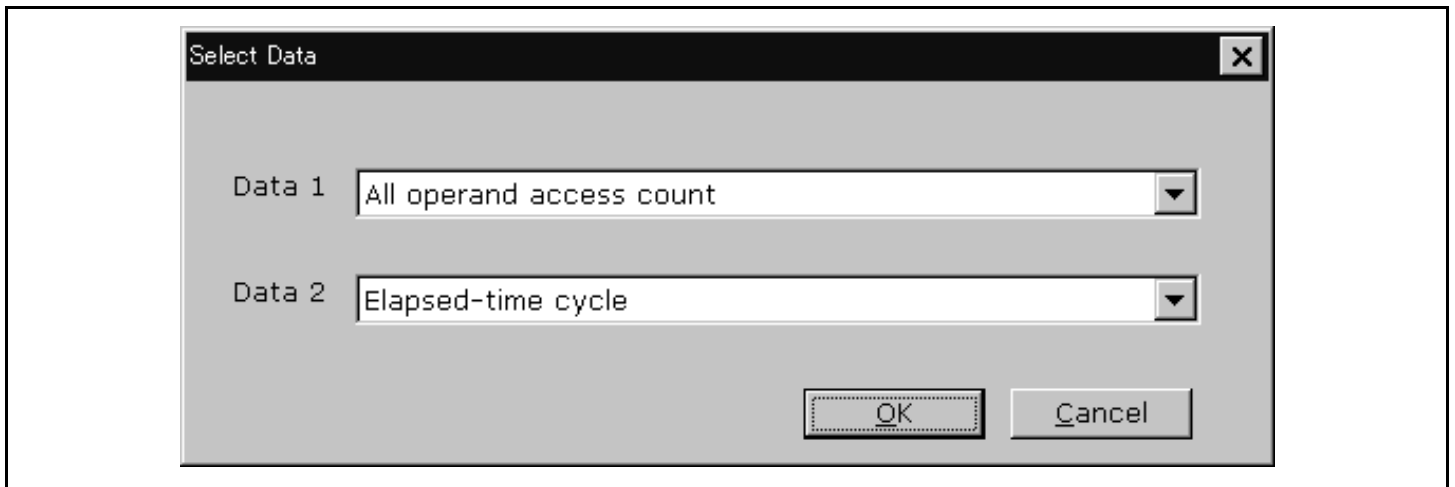 Select Data
Data 1 All operand access count
Data 2 Elapsed-time cycle
OK Cancel